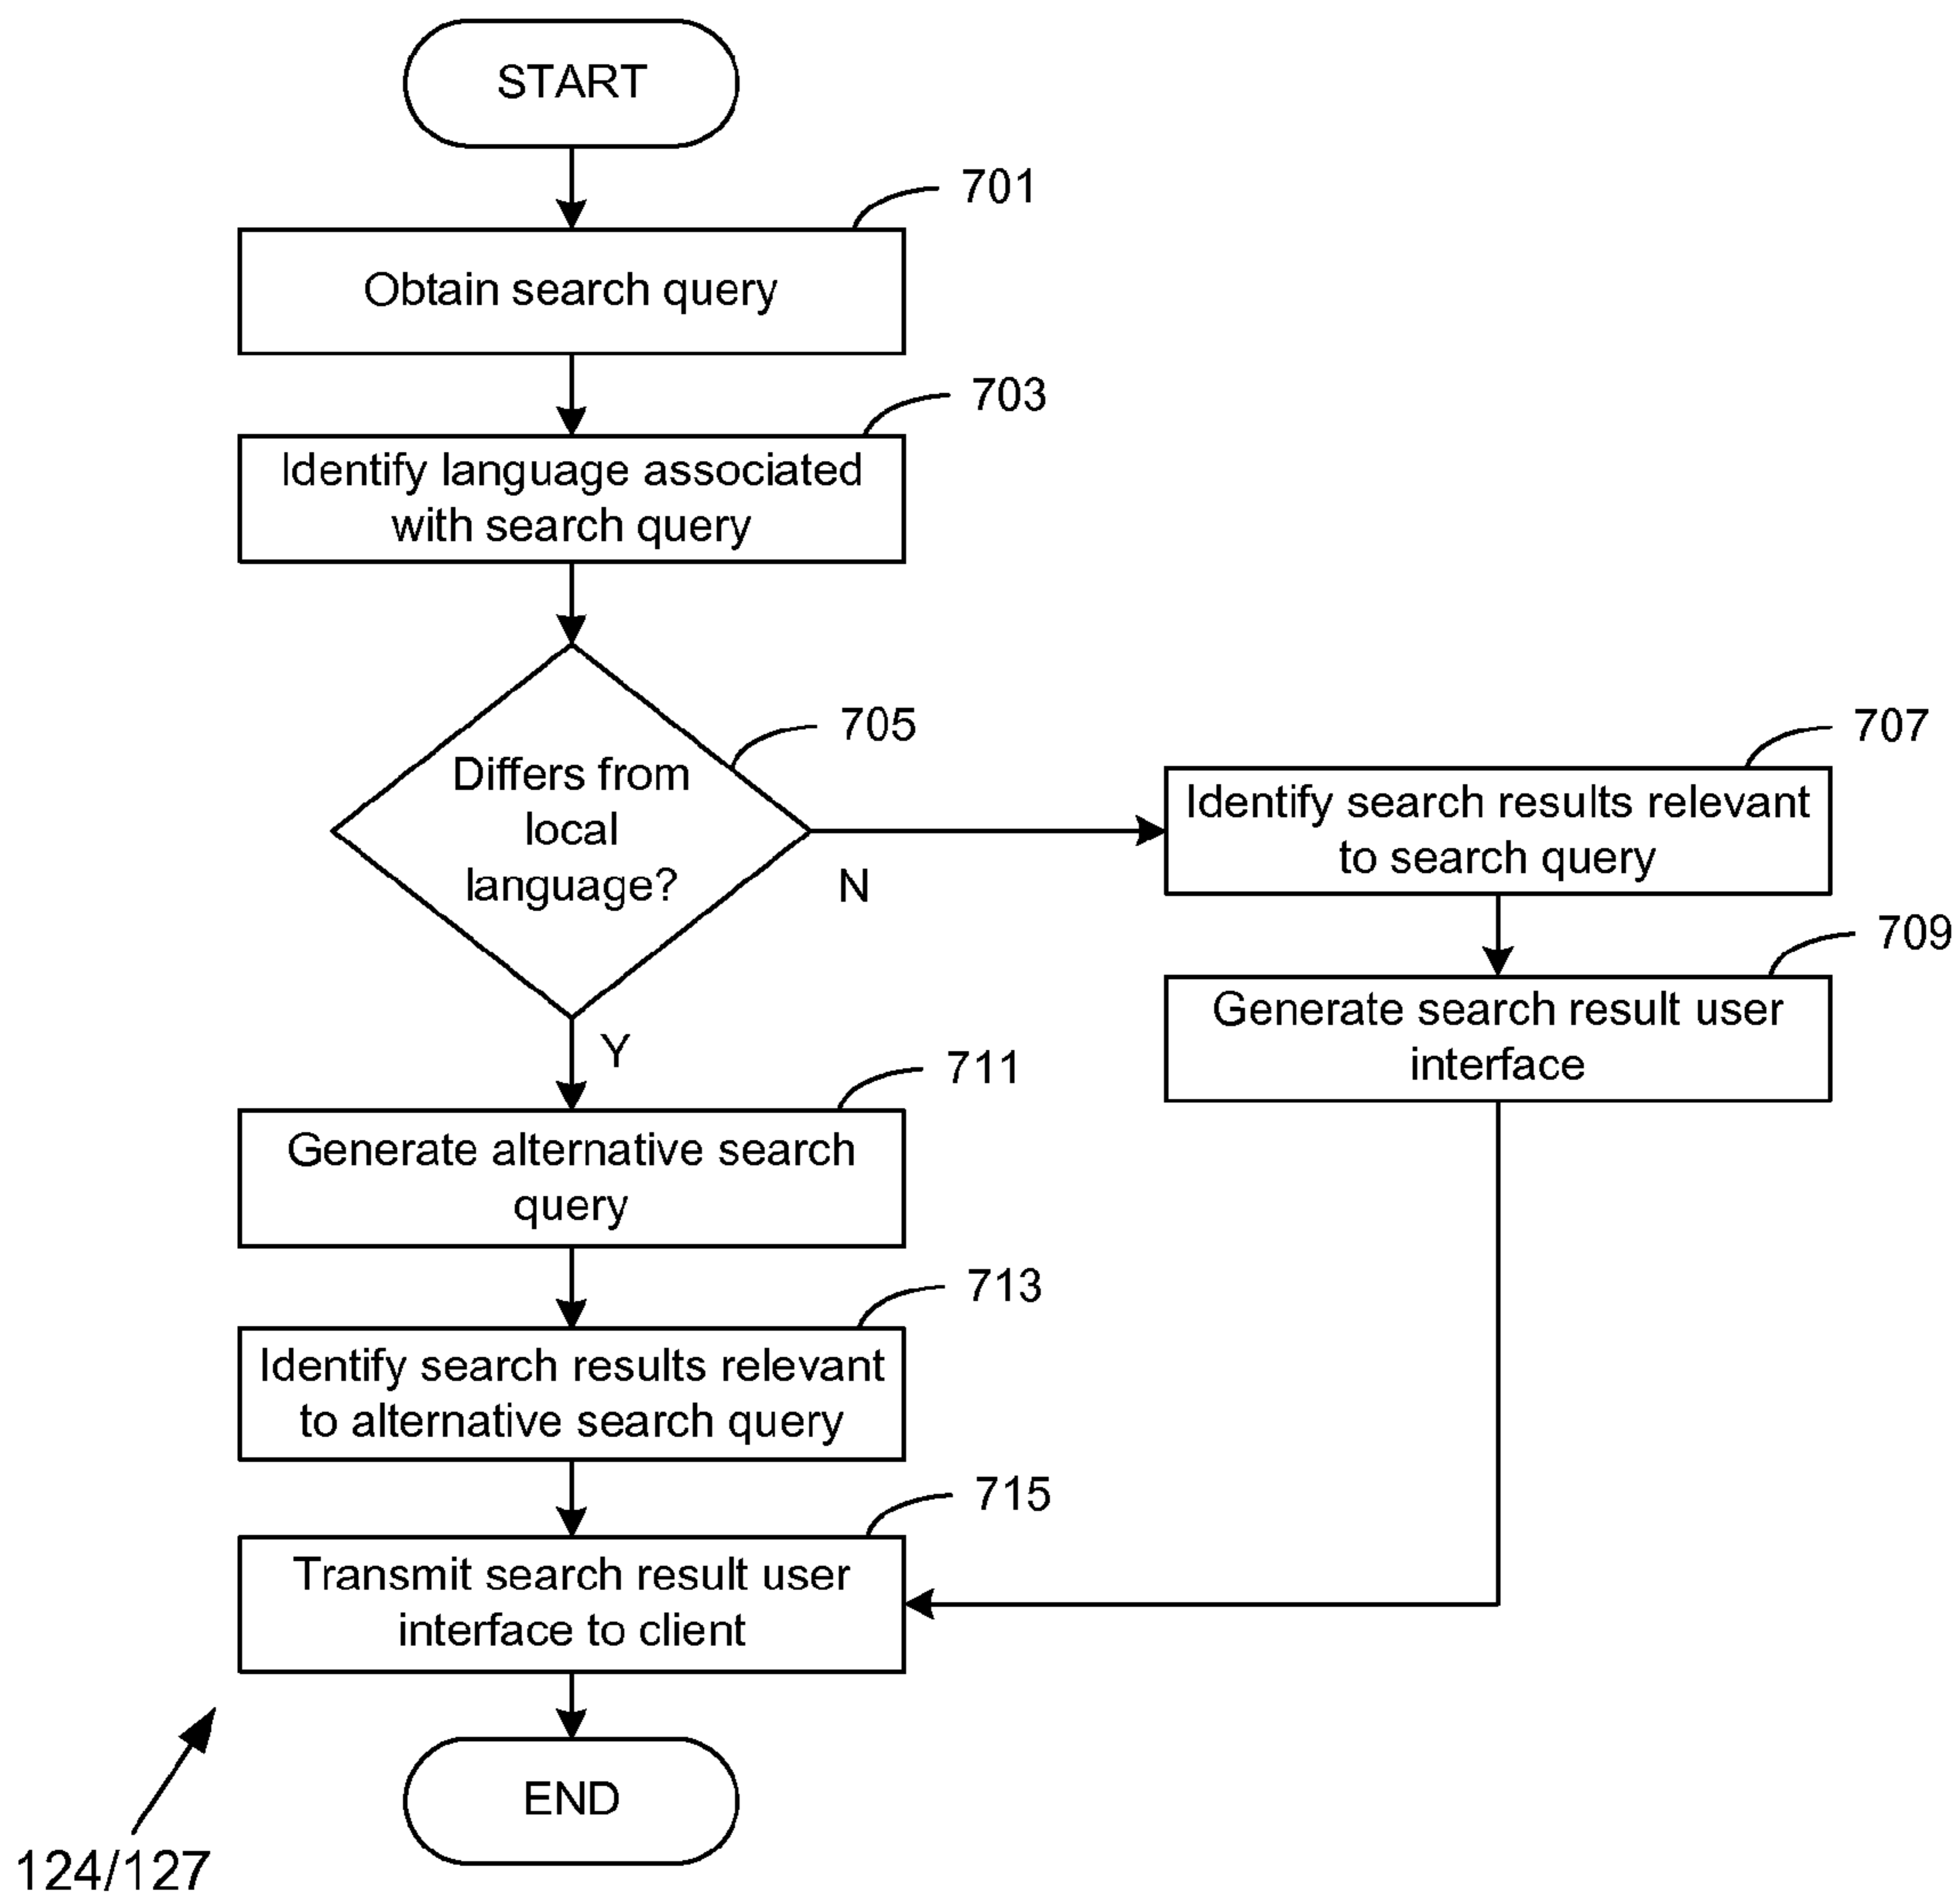 START
701
Obtain search query
703
Identify language associated
with search query
705
Differs from
local
language?
N
Y
707
Identify search results relevant
to search query
709
Generate search result user
interface
711
Generate alternative search
query
713
Identify search results relevant
to alternative search query
715
Transmit search result user
interface to client
END
124/127